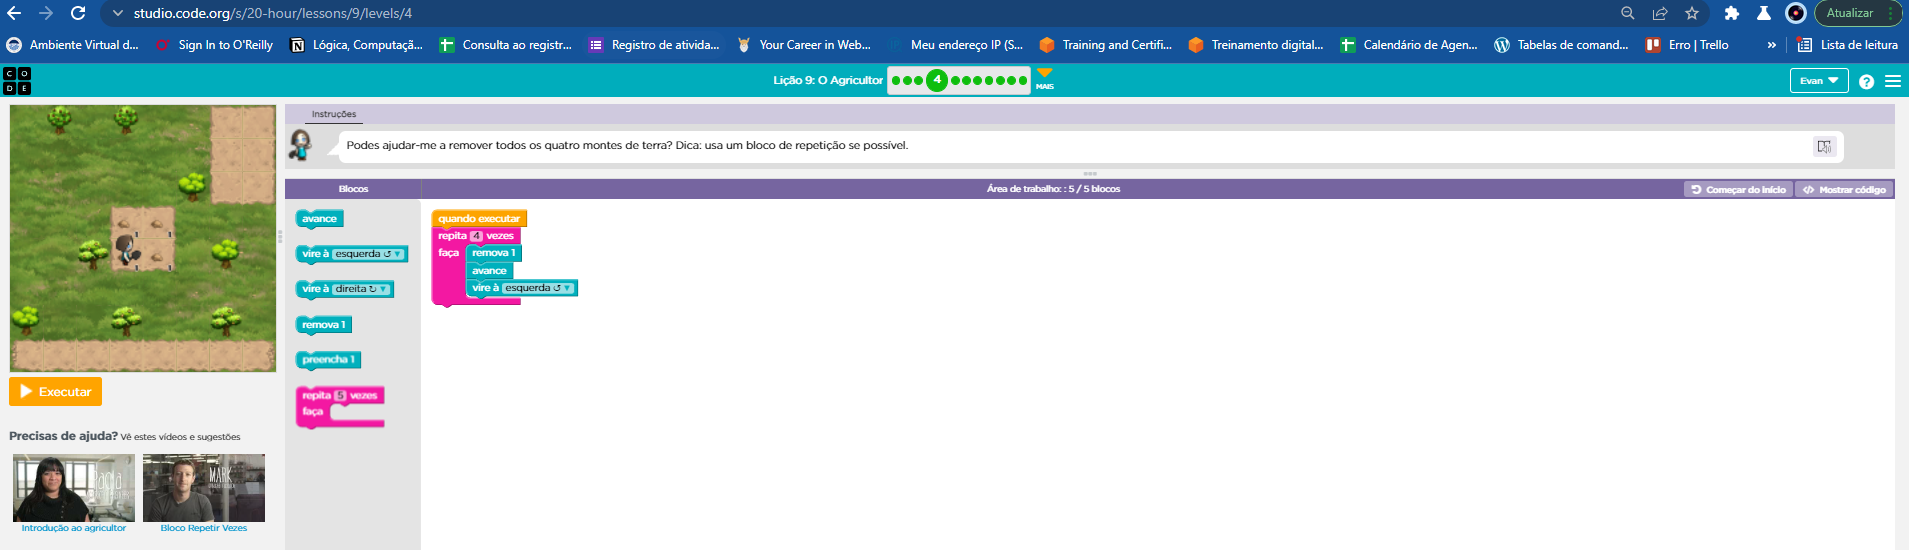 studio.code.org/s/20-hour/lessons/9/levels/4
Atualizar
Ambiente Virtual d...
Sign In to O'Reilly
Lógica, Computaçã...
Consulta ao registr...
Registro de ativida...
Your Career in Web...
Meu endereço IP (S...
Training and Certifi...
Treinamento digital...
Calendário de Agen...
Tabelas de comand...
Erro | Trello
»
Lista de leitura
C O
D E
Lição 9: O Agricultor
4
MAIS
Evan
?
Instruções
Podes ajudar-me a remover todos os quatro montes de terra? Dica: usa um bloco de repetição se possível.
Blocos
Área de trabalho: : 5 / 5 blocos
Começar do início
</> Mostrar código
avance
vire à esquerda ↺
vire à direita ↻
remova 1
preencha 1
repita 5 vezes
faça
quando executar
repita 4 vezes
faça
remova 1
avance
vire à esquerda ↺
Executar
Precisas de ajuda? Vê estes vídeos e sugestões
Paola
MARK
Introdução ao agricultor
Bloco Repetir Vezes